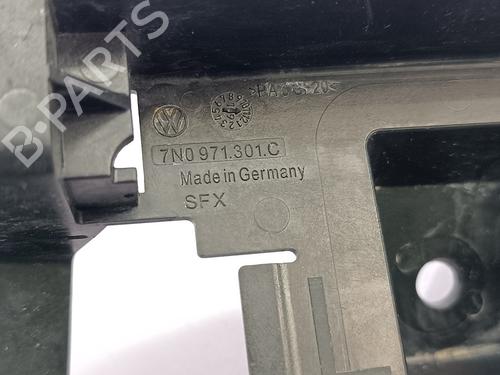 B-Parts
7N0 971.301.C
Made in Germany
SFX